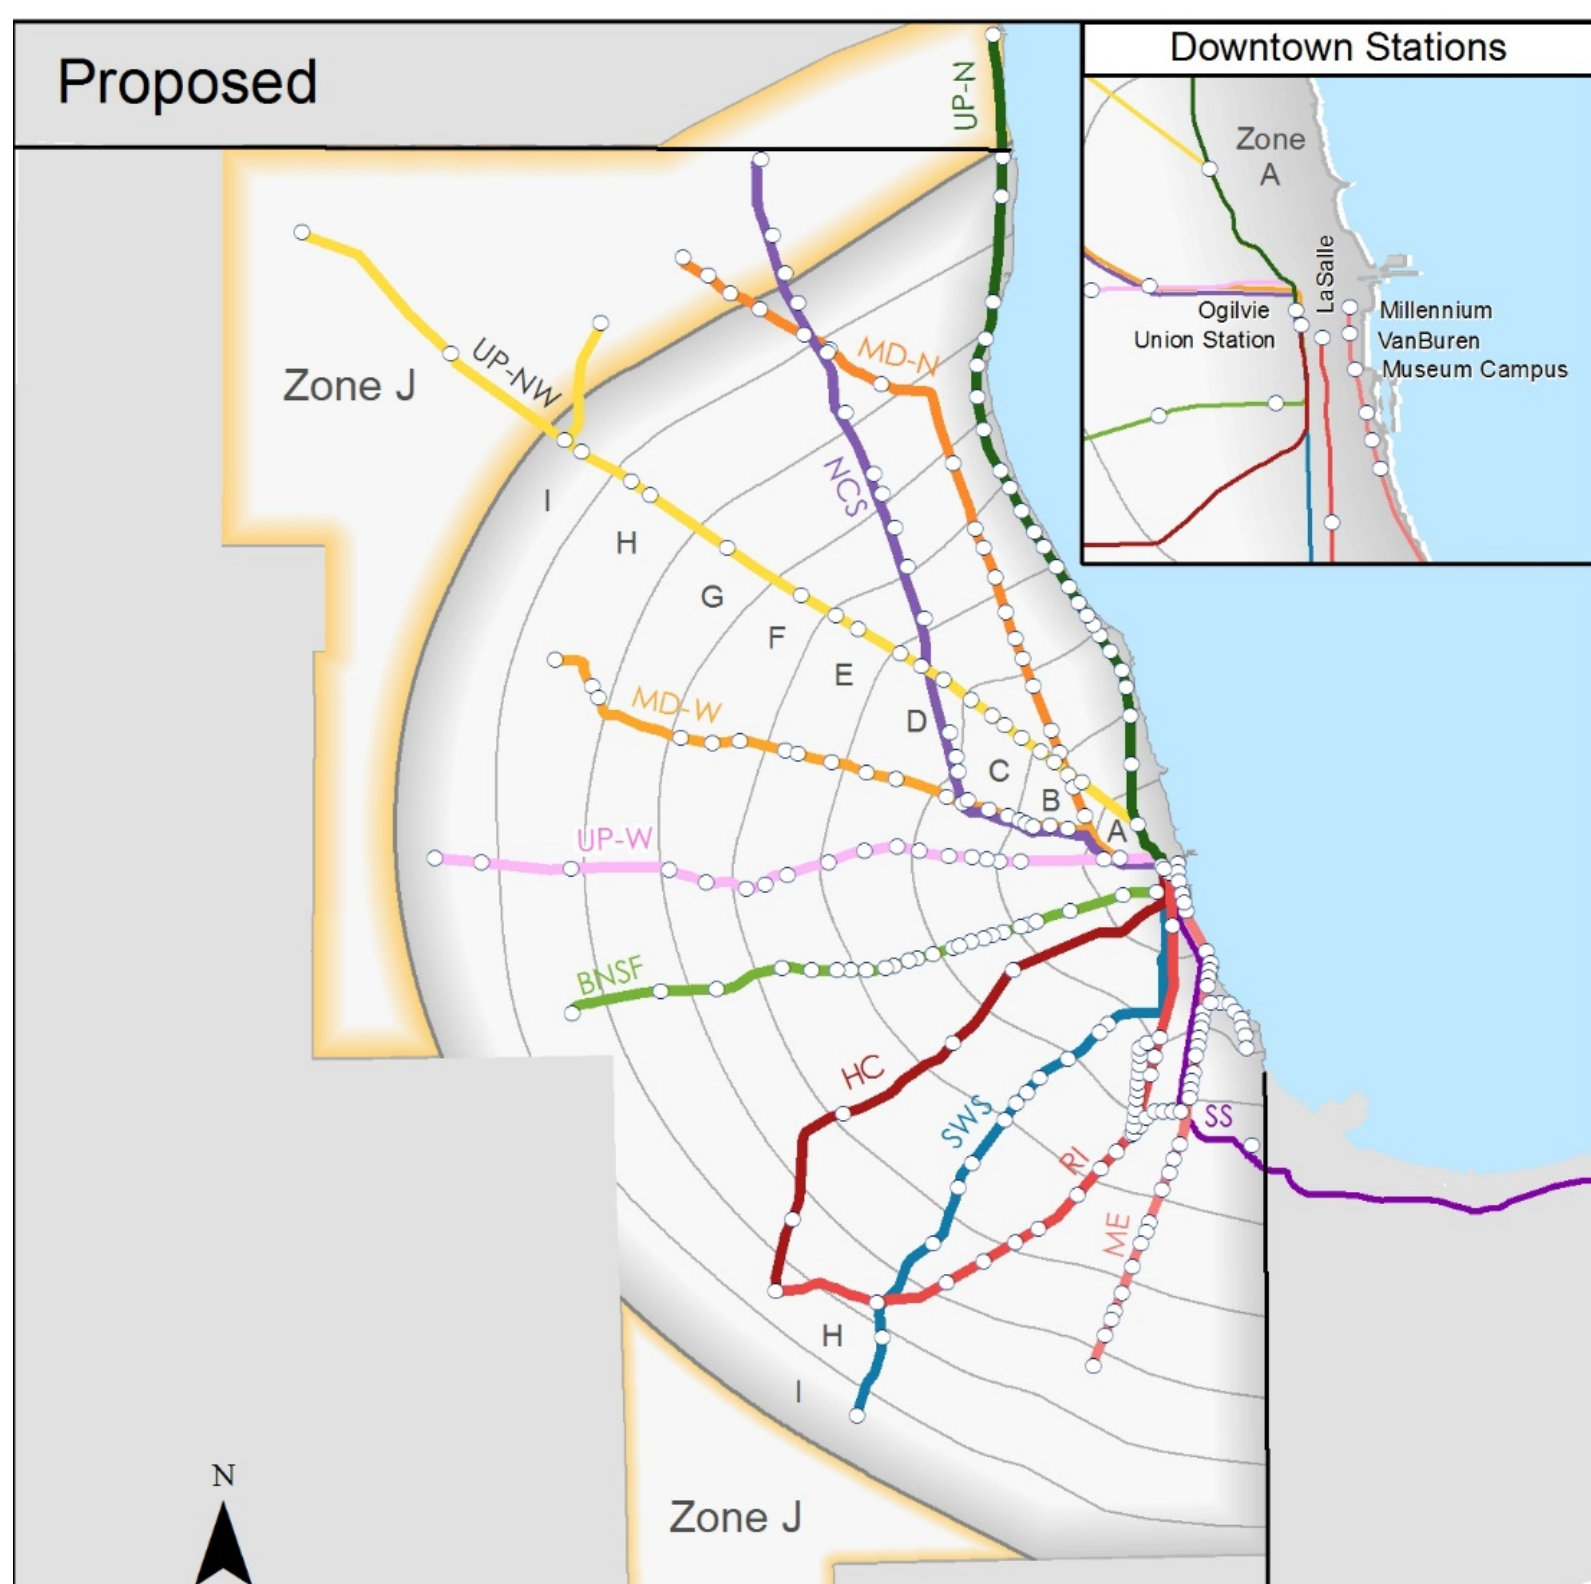 Proposed
Downtown Stations
UP-N
Zone
A
LaSalle
Ogilvie
Millennium
Union Station
VanBuren
Museum Campus
Zone J
UP-NW
MD-N
NCS
I
H
G
F
E
D
C
B
A
MD-W
UP-W
BNSF
HC
SWS
RI
SS
ME
H
I
N
Zone J